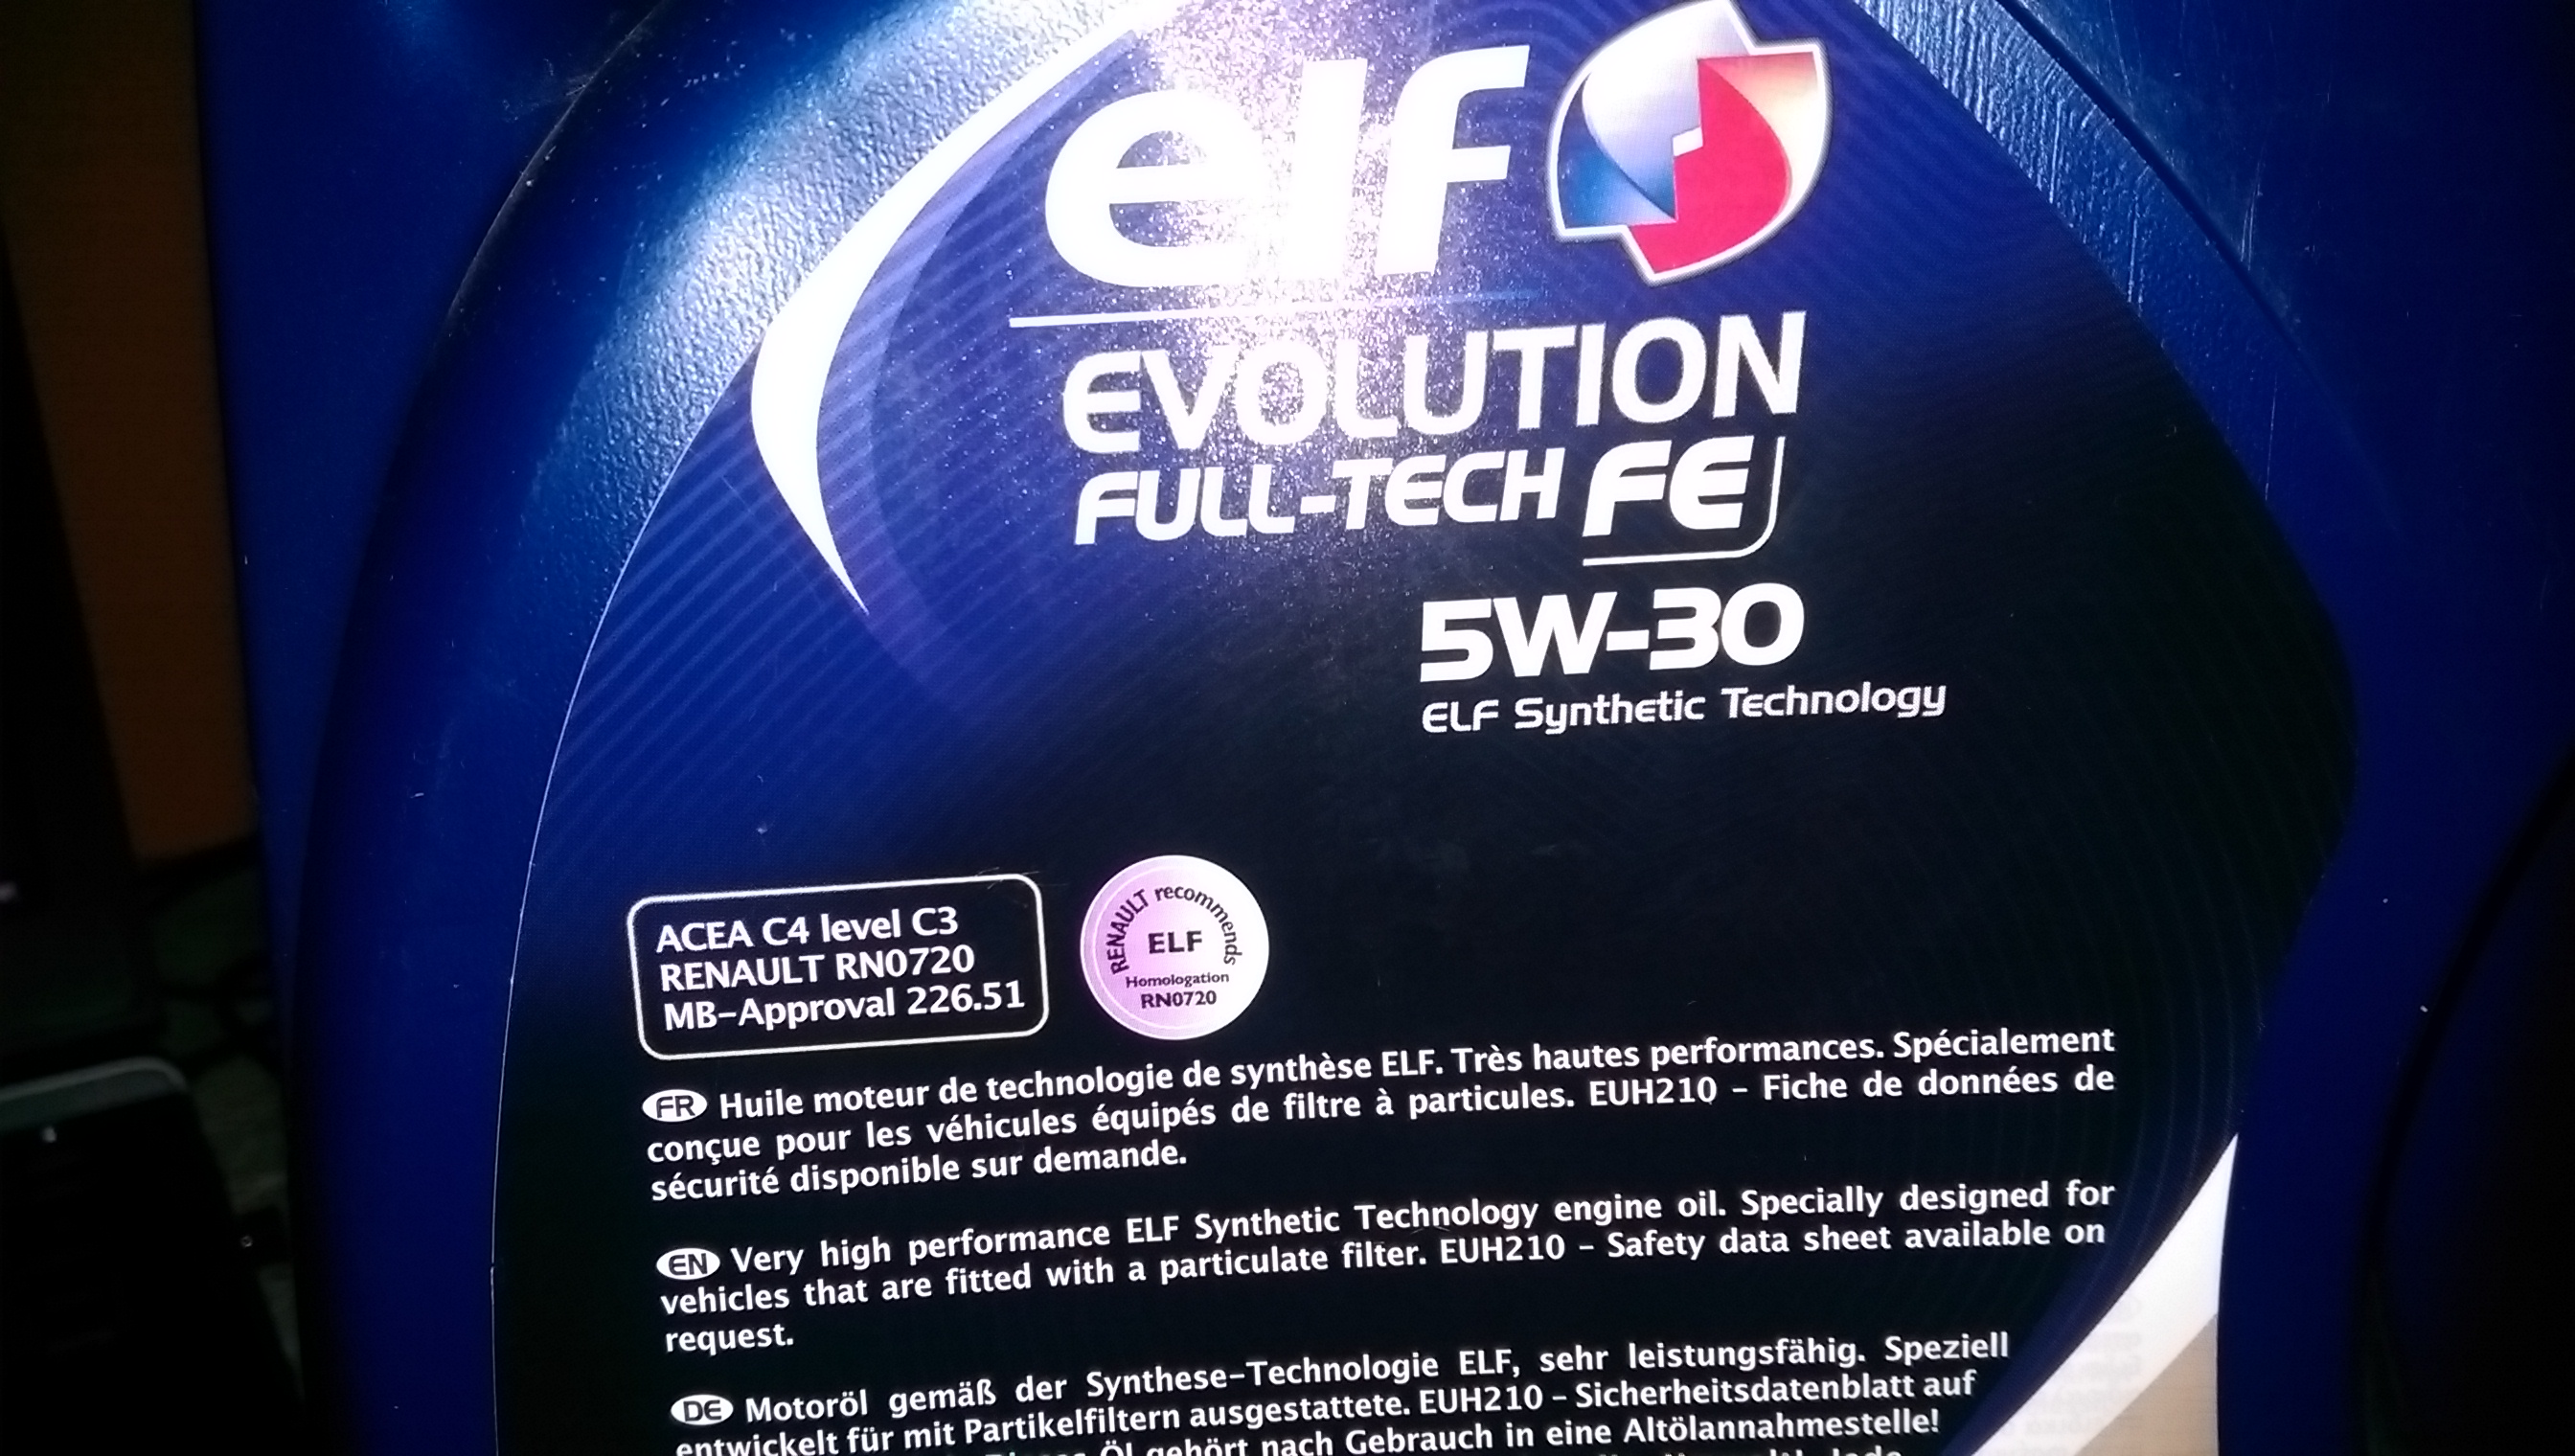 elf
EVOLUTION
FULL-TECH FE
5W-30
ELF Synthetic Technology
ACEA C4 level C3
RENAULT RN0720
MB-Approval 226.51
RENAULT recommends
ELF
Homologation
RN0720
FR Huile moteur de technologie de synthèse ELF. Très hautes performances. Spécialement
conçue pour les véhicules équipés de filtre à particules. EUH210 - Fiche de données de
sécurité disponible sur demande.
EN Very high performance ELF Synthetic Technology engine oil. Specially designed for
vehicles that are fitted with a particulate filter. EUH210 - Safety data sheet available on
request.
DE Motoröl gemäß der Synthese-Technologie ELF, sehr leistungsfähig. Speziell
entwickelt für mit Partikelfiltern ausgestattete. EUH210 - Sicherheitsdatenblatt auf
Öl gehört nach Gebrauch in eine Altölannahmestelle!